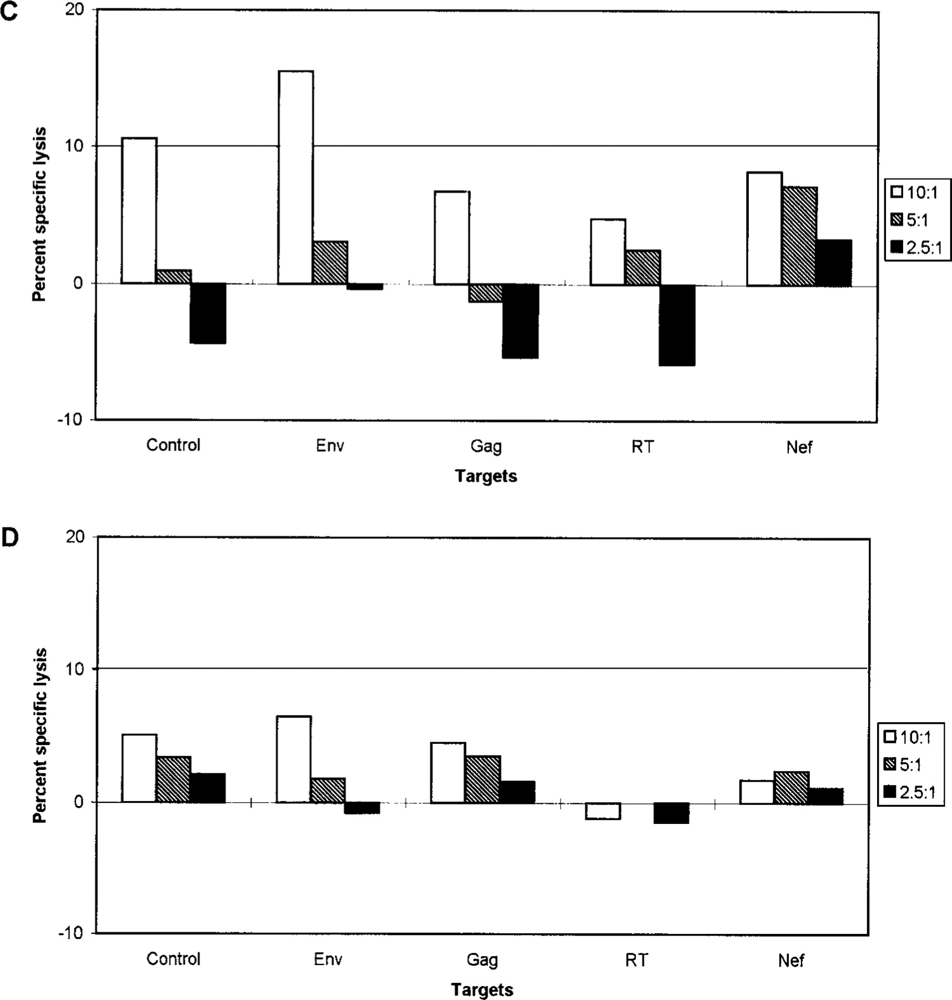 C
Percent specific lysis
20
10
0
-10
Control Env Gag RT Nef
Targets
10:1
5:1
2.5:1
D
Percent specific lysis
20
10
0
-10
Control Env Gag RT Nef
Targets
10:1
5:1
2.5:1